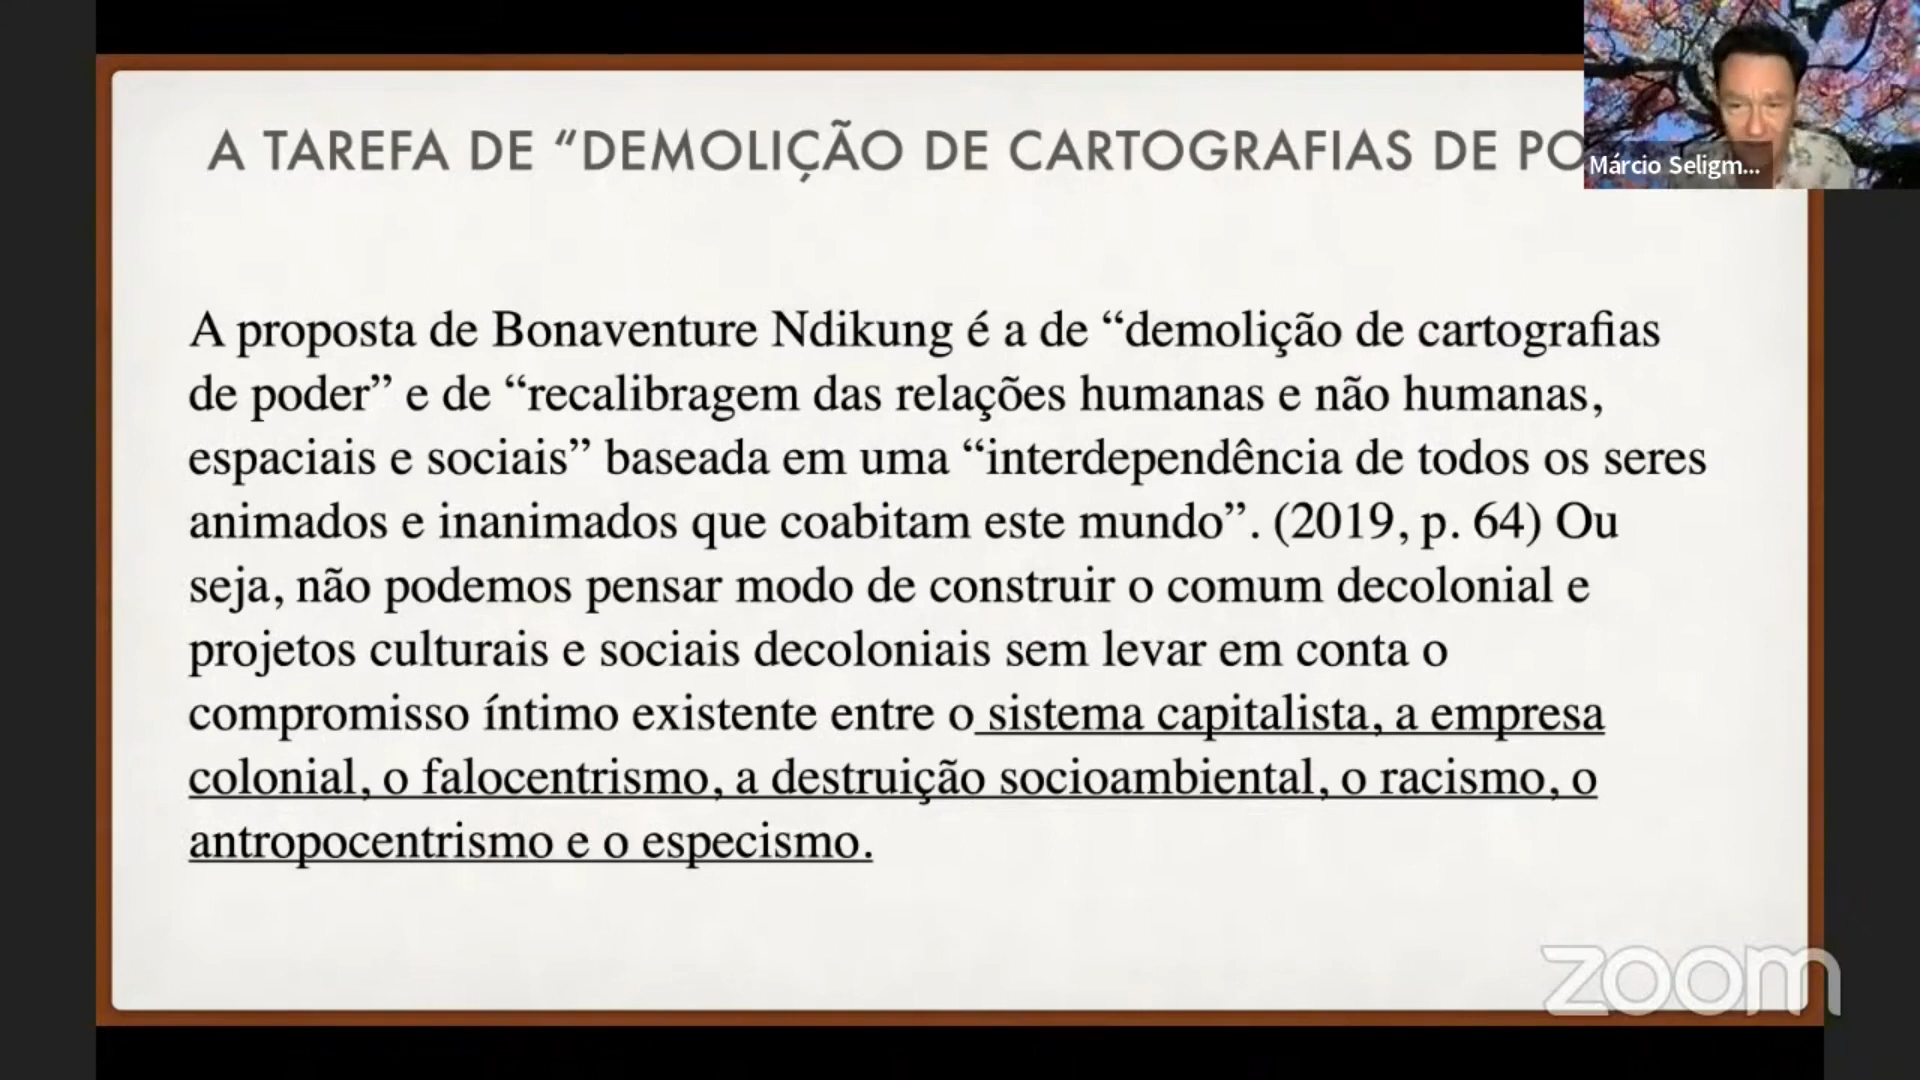 A TAREFA DE “DEMOLIÇÃO DE CARTOGRAFIAS DE PO
Márcio Seligm...
A proposta de Bonaventure Ndikung é a de “demolição de cartografias
de poder” e de “recalibragem das relações humanas e não humanas,
espaciais e sociais” baseada em uma “interdependência de todos os seres
animados e inanimados que coabitam este mundo”. (2019, p. 64) Ou
seja, não podemos pensar modo de construir o comum decolonial e
projetos culturais e sociais decoloniais sem levar em conta o
compromisso íntimo existente entre o sistema capitalista, a empresa
colonial, o falocentrismo, a destruição socioambiental, o racismo, o
antropocentrismo e o especismo.
zoom